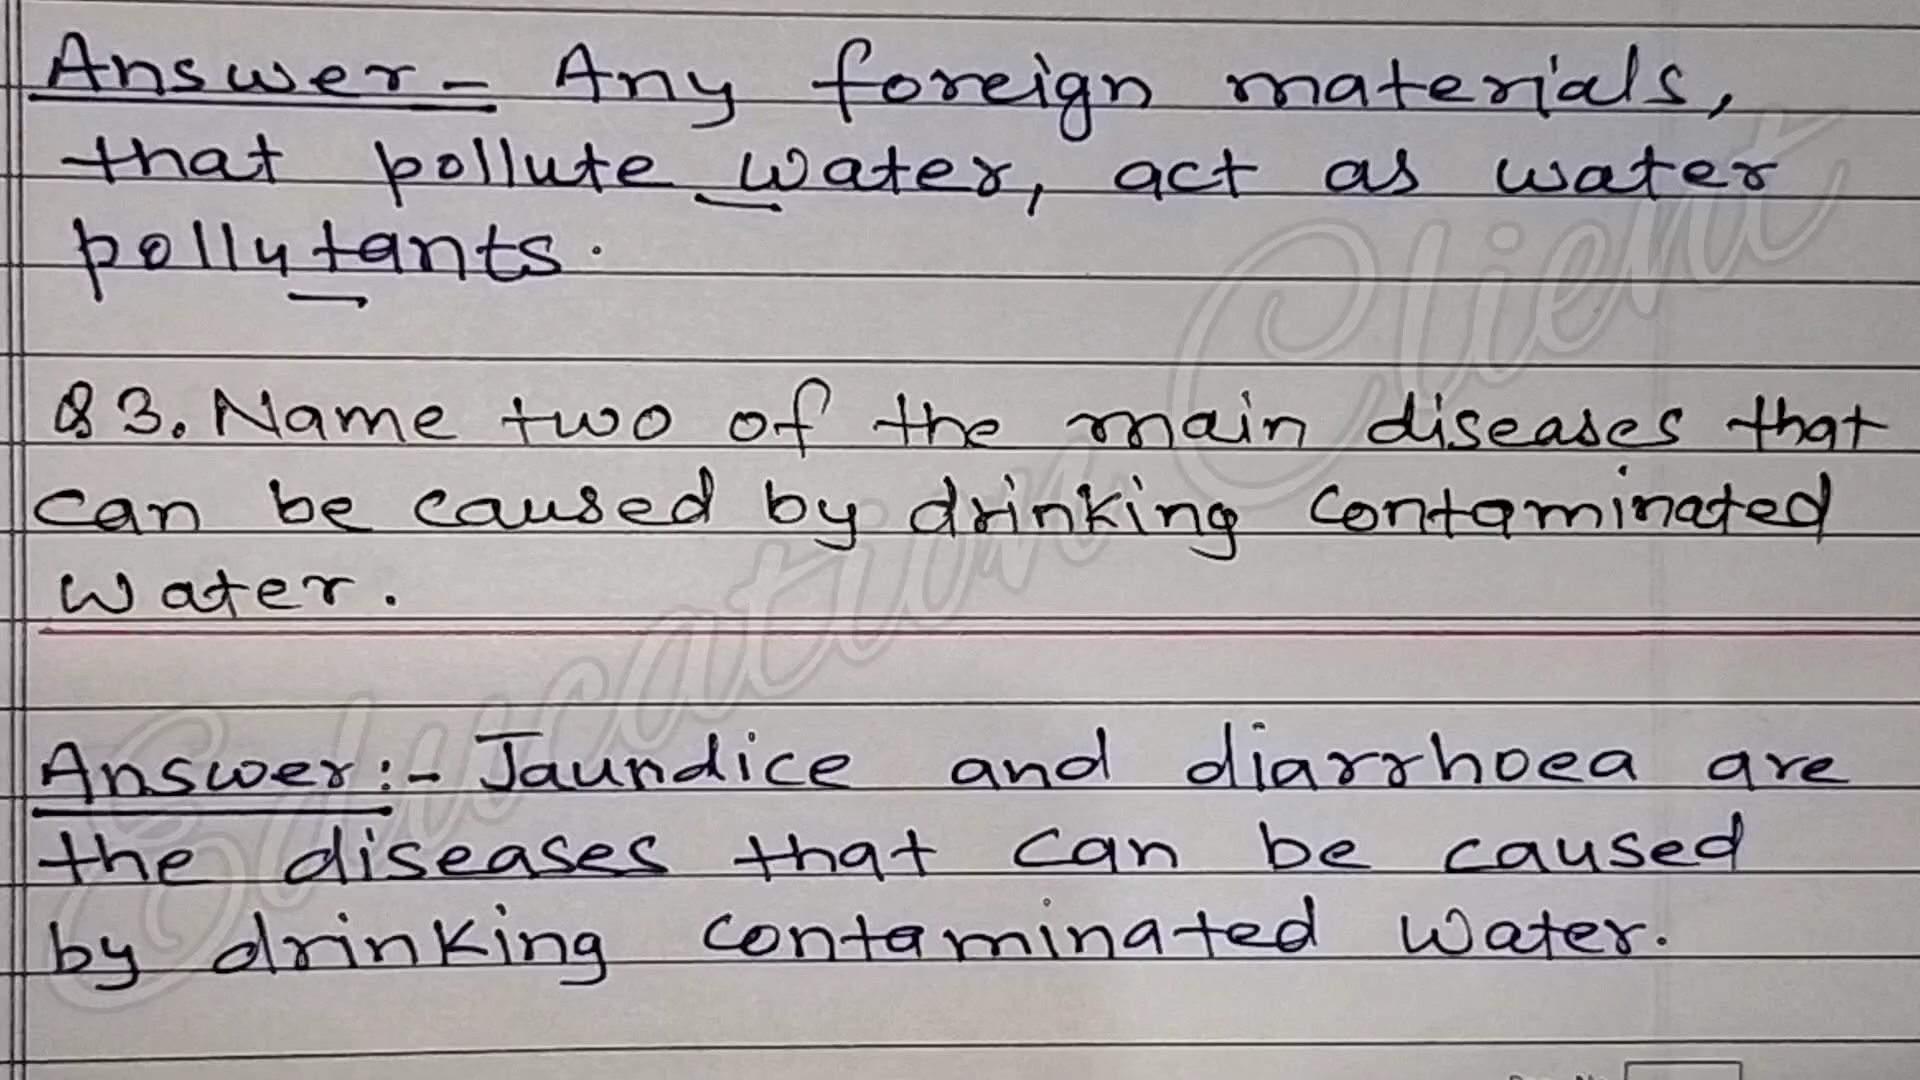 Answer - Any foreign materials,
that pollute water, act as water
pollutants.
Q3. Name two of the main diseases that
can be caused by drinking contaminated
water.
Answer:- Jaundice and diarrhoea are
the diseases that can be caused
by drinking contaminated water.
Education Client